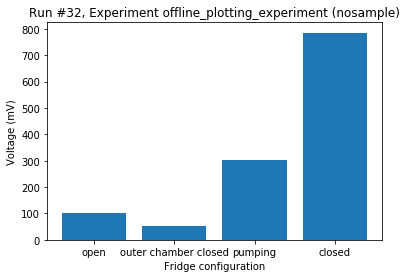 Run #32, Experiment offline_plotting_experiment (nosample)
800
700
600
500
400
300
200
100
0
Voltage (mV)
open outer chamber closed pumping closed
Fridge configuration